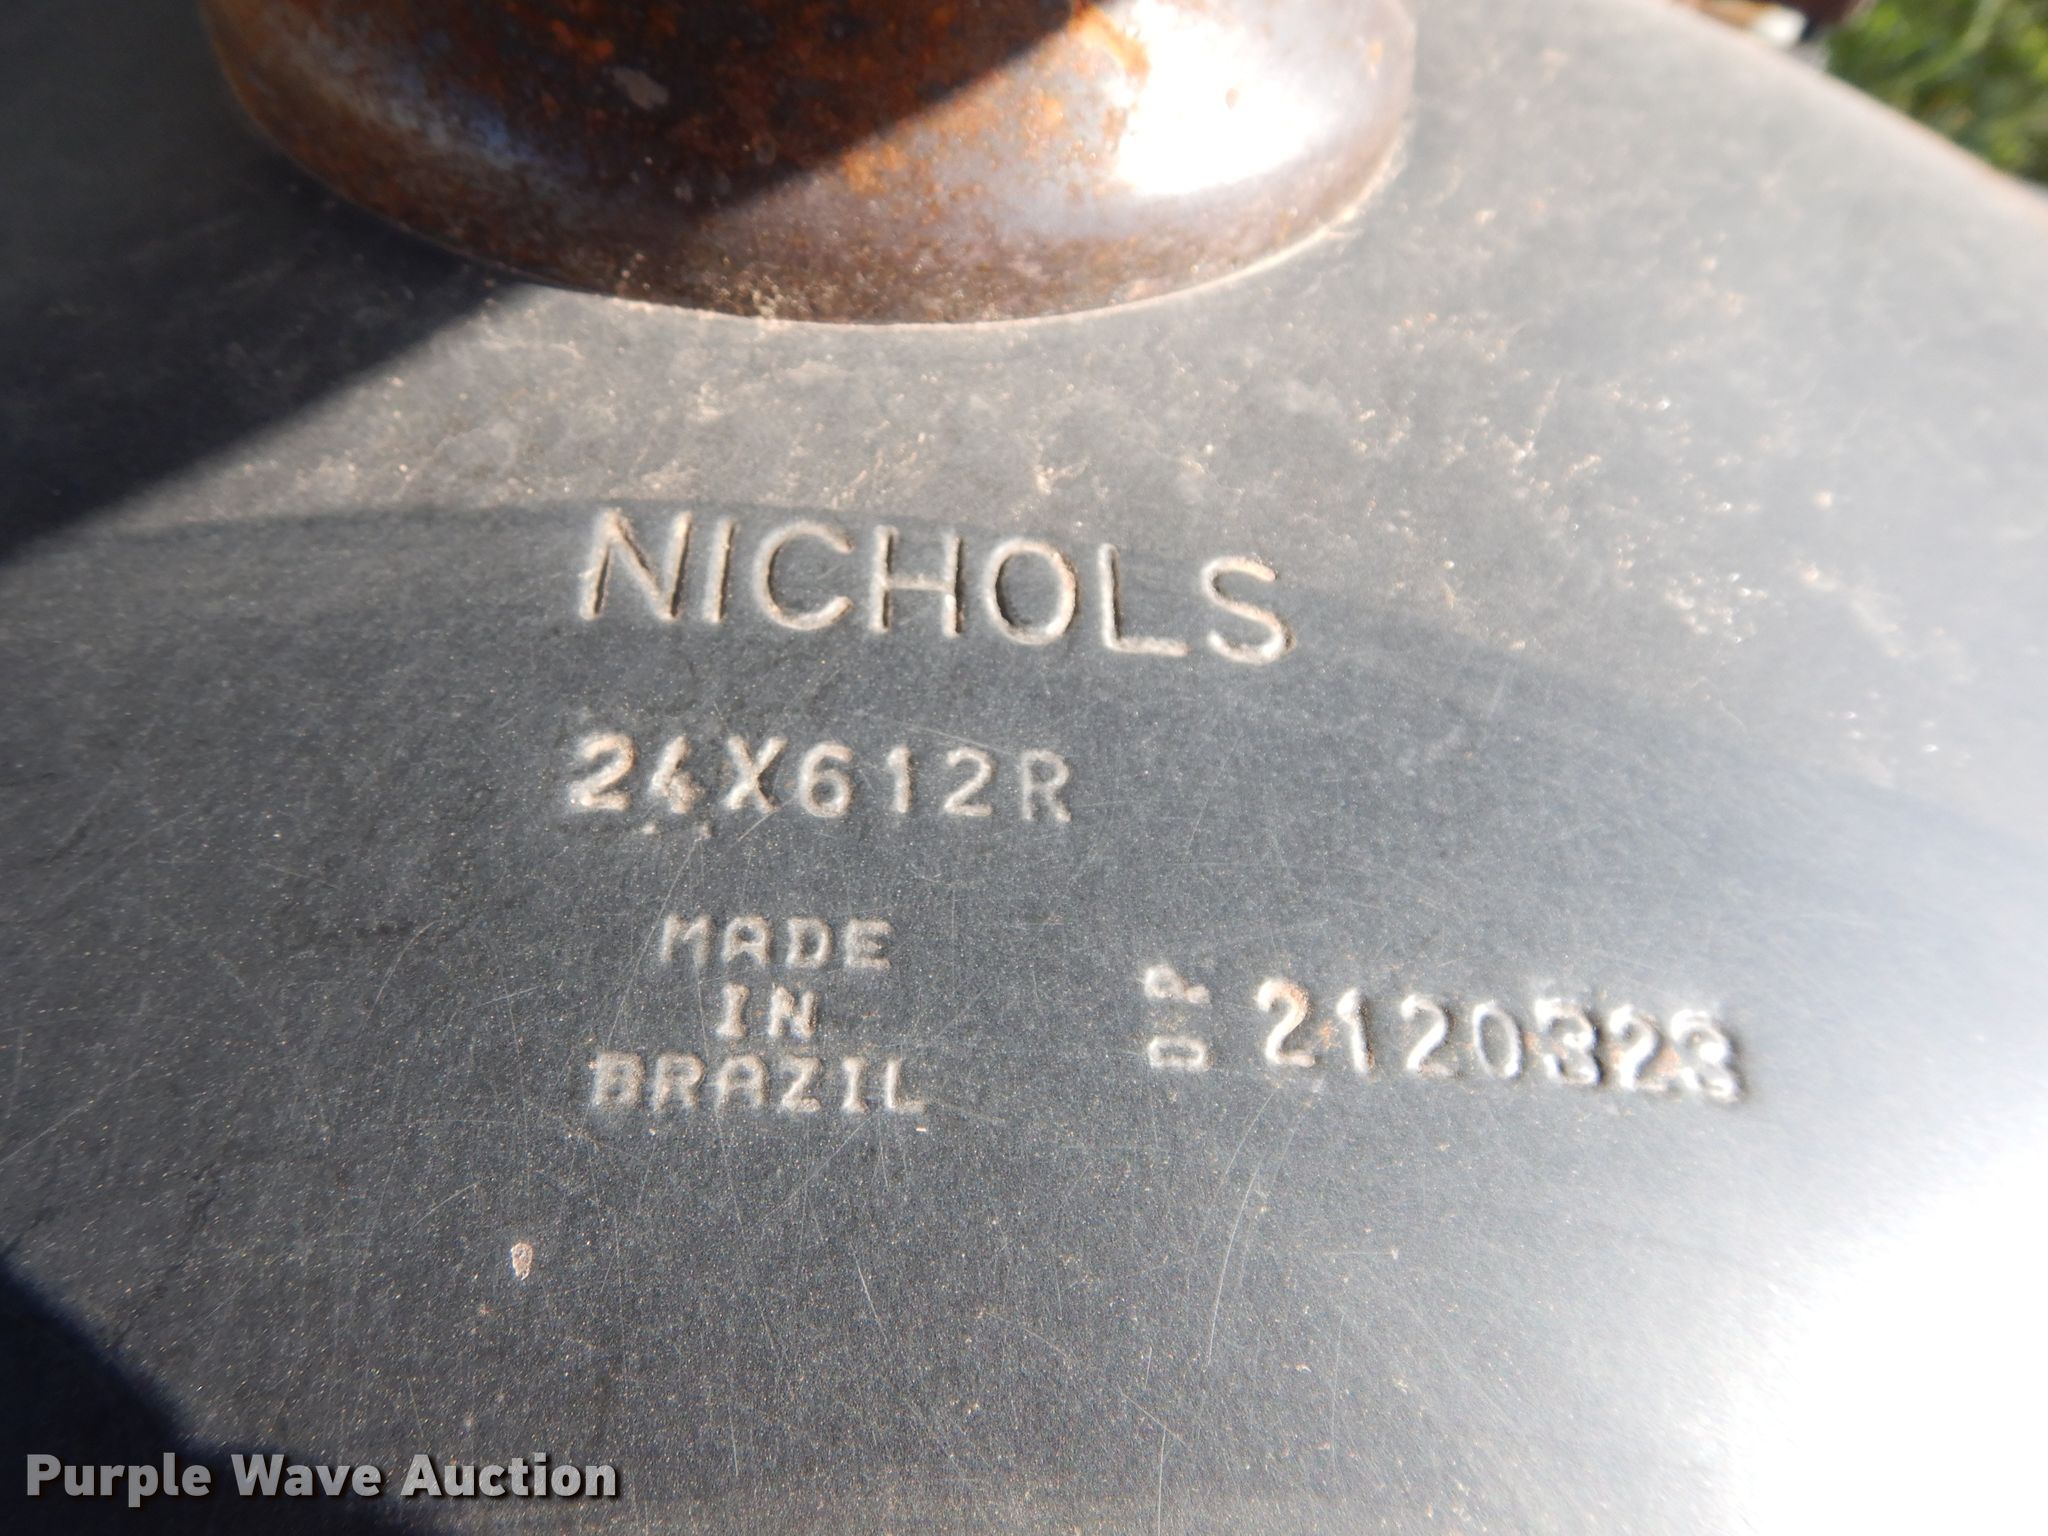 NICHOLS
24X612R
MADE
IN
BRAZIL
2120323
Purple Wave Auction